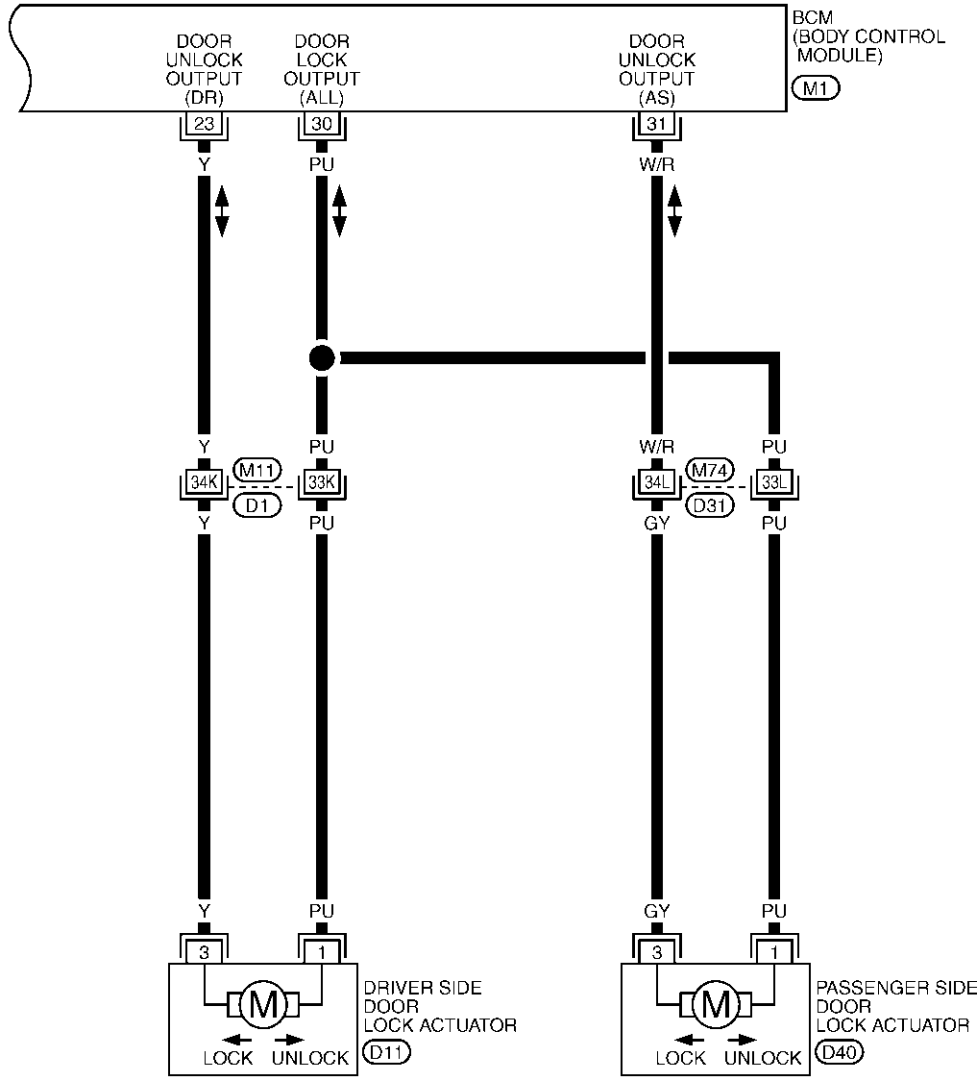 BCM
(BODY CONTROL
MODULE)
M1
DOOR
UNLOCK
OUTPUT
(DR)
DOOR
LOCK
OUTPUT
(ALL)
DOOR
UNLOCK
OUTPUT
(AS)
23
30
31
Y
PU
W/R
Y
PU
W/R
PU
34K
M11
D1
33K
34L
M74
D31
33L
Y
PU
GY
PU
Y
PU
GY
PU
3
1
3
1
M
LOCK
UNLOCK
DRIVER SIDE
DOOR
LOCK ACTUATOR
D11
M
LOCK
UNLOCK
PASSENGER SIDE
DOOR
LOCK ACTUATOR
D40